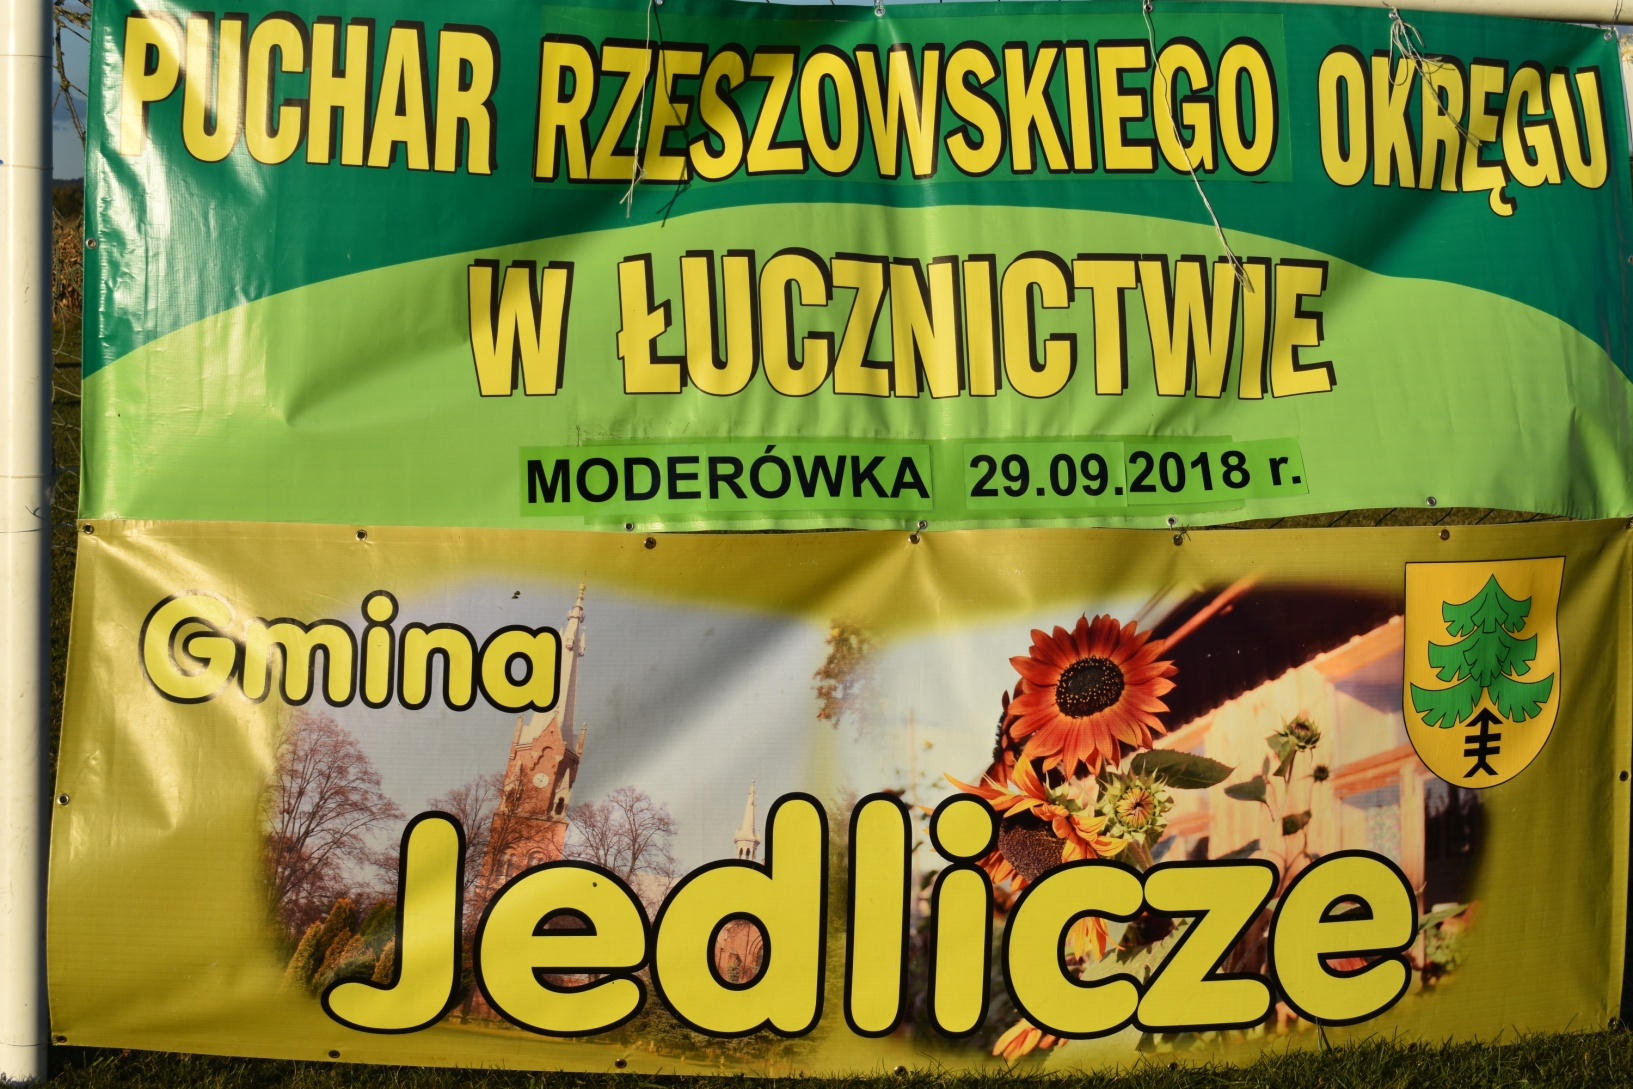 PUCHAR RZESZOWSKIEGO OKRĘGU
W ŁUCZNICTWIE
MODERÓWKA 29.09.2018 r.
Gmina
Jedlicze